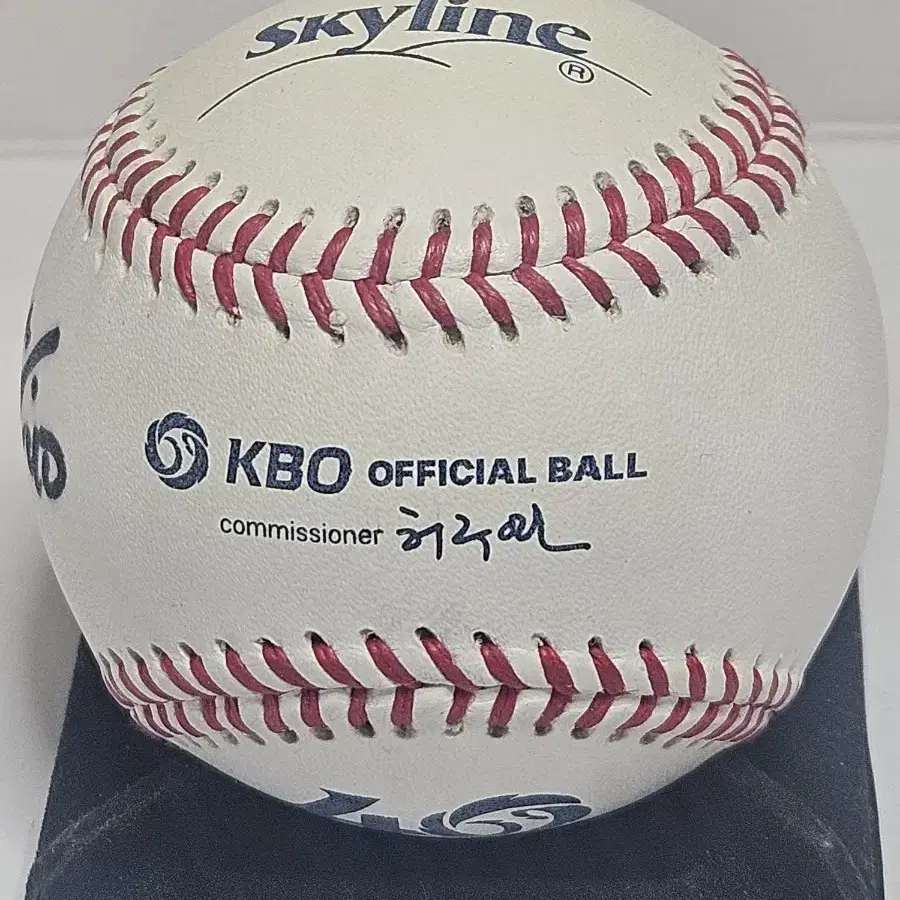 skyline
®
KBO OFFICIAL BALL
commissioner 허구연